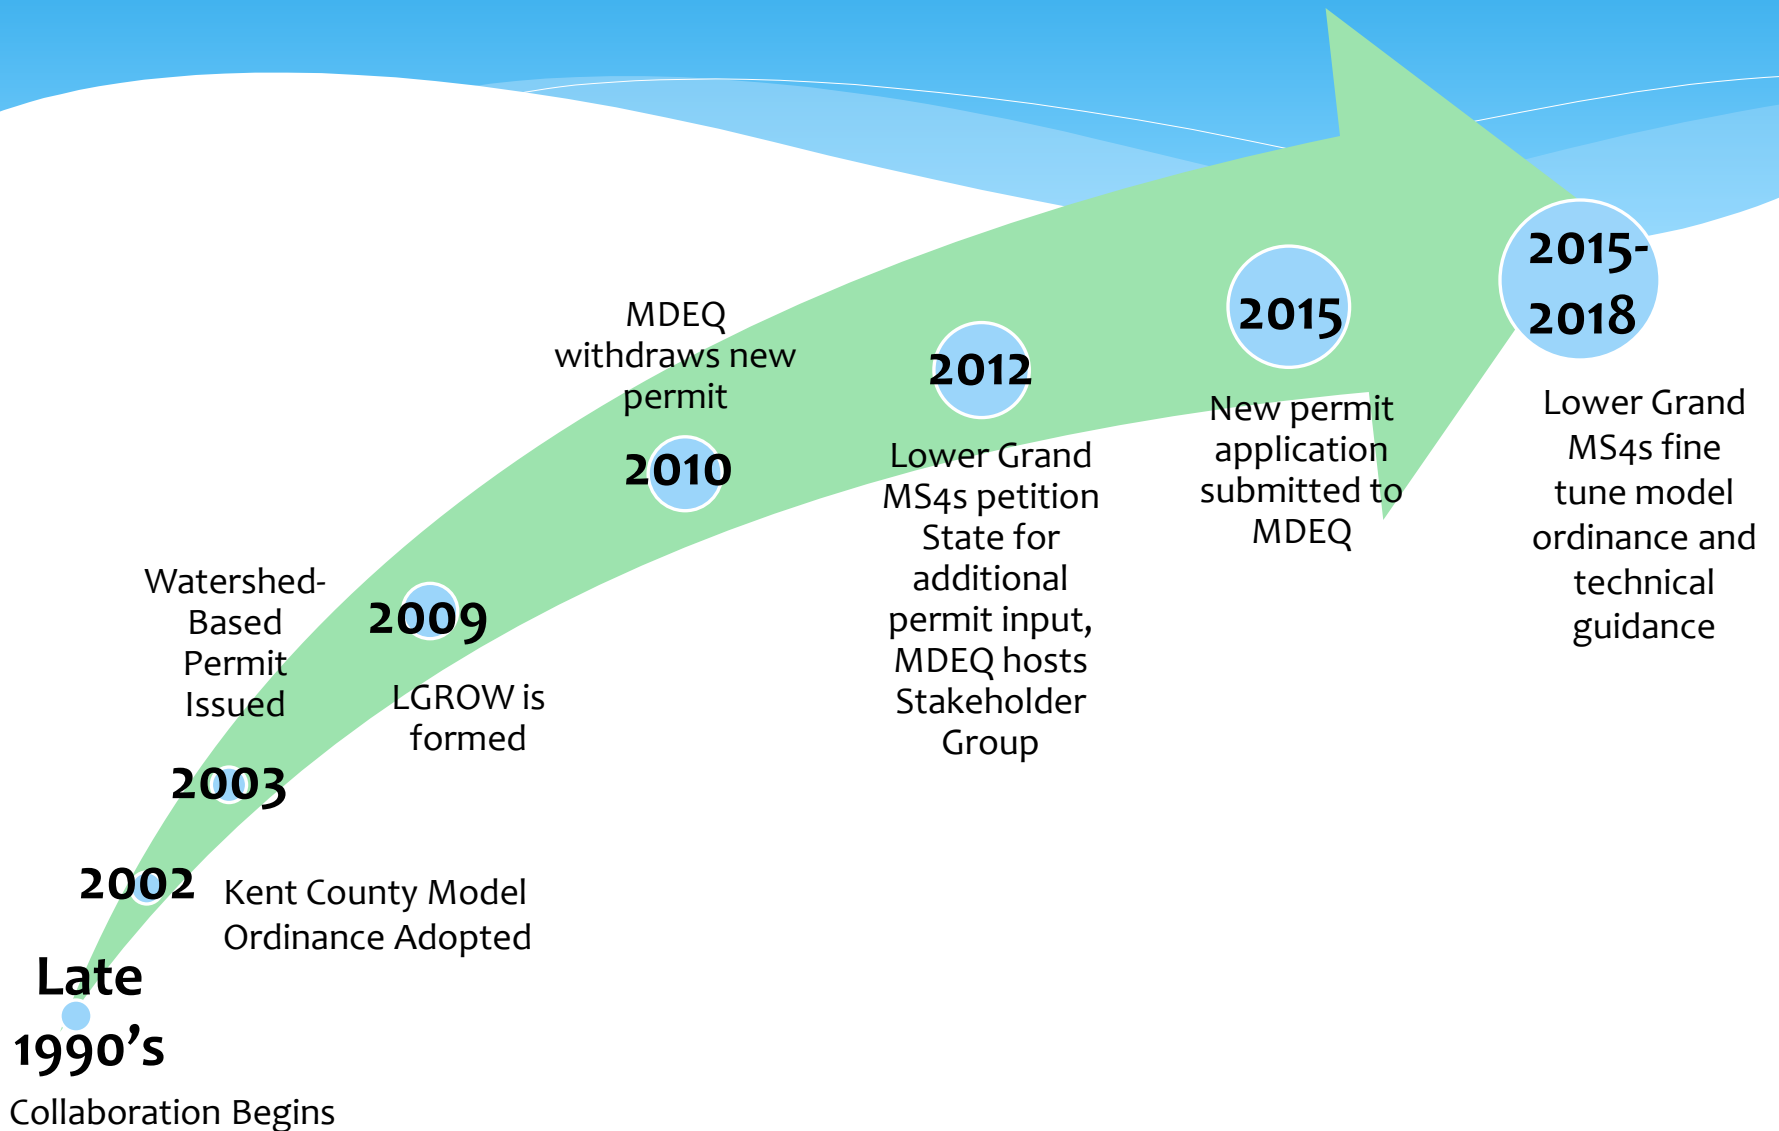 Late
1990’s
Collaboration Begins
2002
Kent County Model
Ordinance Adopted
Watershed-
Based
Permit
Issued
2003
2009
LGROW is
formed
MDEQ
withdraws new
permit
2010
2012
Lower Grand
MS4s petition
State for
additional
permit input,
MDEQ hosts
Stakeholder
Group
2015
New permit
application
submitted to
MDEQ
2015-
2018
Lower Grand
MS4s fine
tune model
ordinance and
technical
guidance